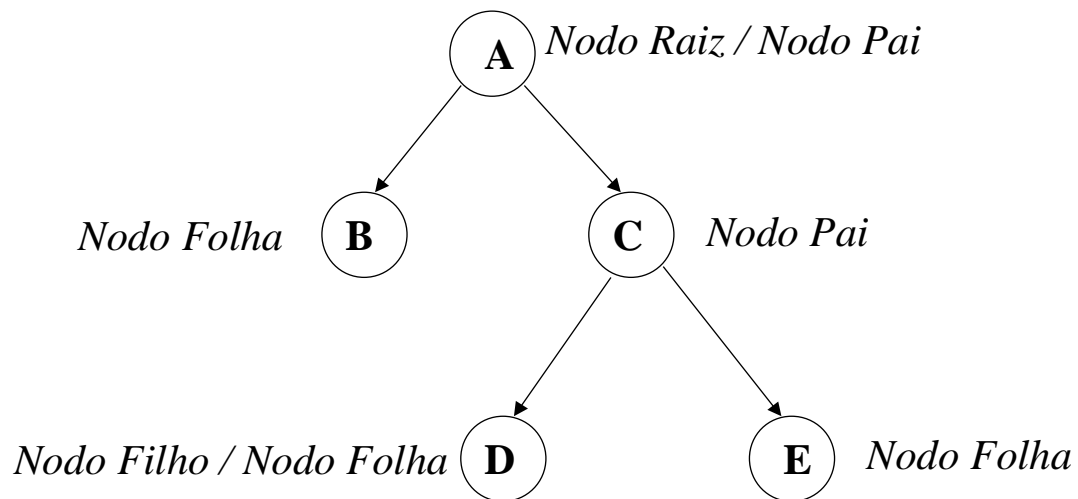 A Nodo Raiz / Nodo Pai
Nodo Folha B C Nodo Pai
Nodo Filho / Nodo Folha D E Nodo Folha